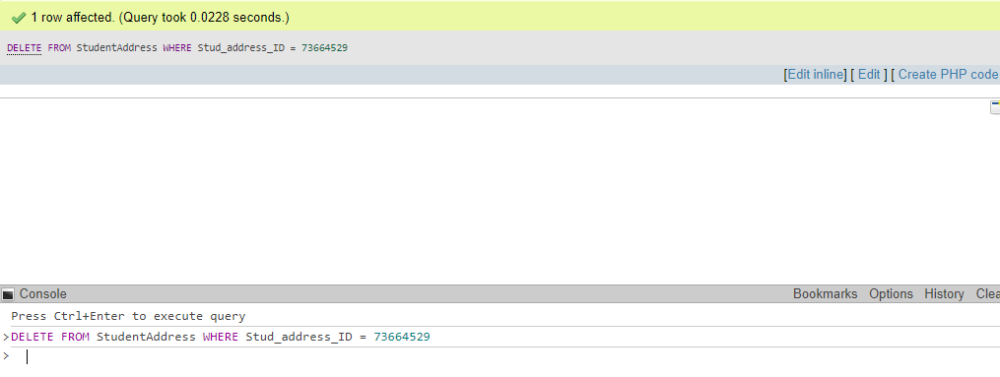 1 row affected. (Query took 0.0228 seconds.)
DELETE FROM StudentAddress WHERE Stud_address_ID = 73664529
[Edit inline] [ Edit ] [ Create PHP code
Console Bookmarks Options History Clea
Press Ctrl+Enter to execute query
>DELETE FROM StudentAddress WHERE Stud_address_ID = 73664529
>